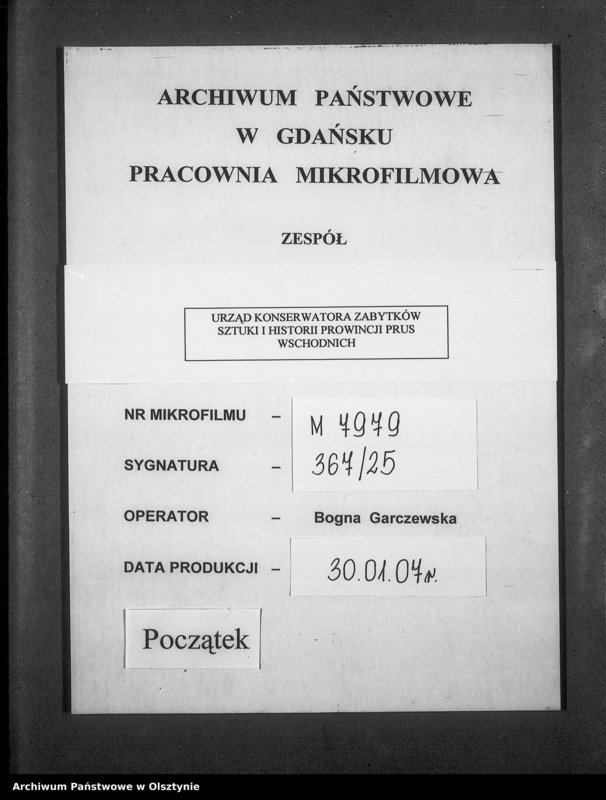 ARCHIWUM PAŃSTWOWE
W GDAŃSKU
PRACOWNIA MIKROFILMOWA
ZESPÓŁ
URZĄD KONSERWATORA ZABYTKÓW
SZTUKI I HISTORII PROWINCJI PRUS
WSCHODNICH
NR MIKROFILMU – M 7979
SYGNATURA – 367/25
OPERATOR – Bogna Garczewska
DATA PRODUKCJI – 30.01.07r.
Początek
Archiwum Państwowe w Olsztynie